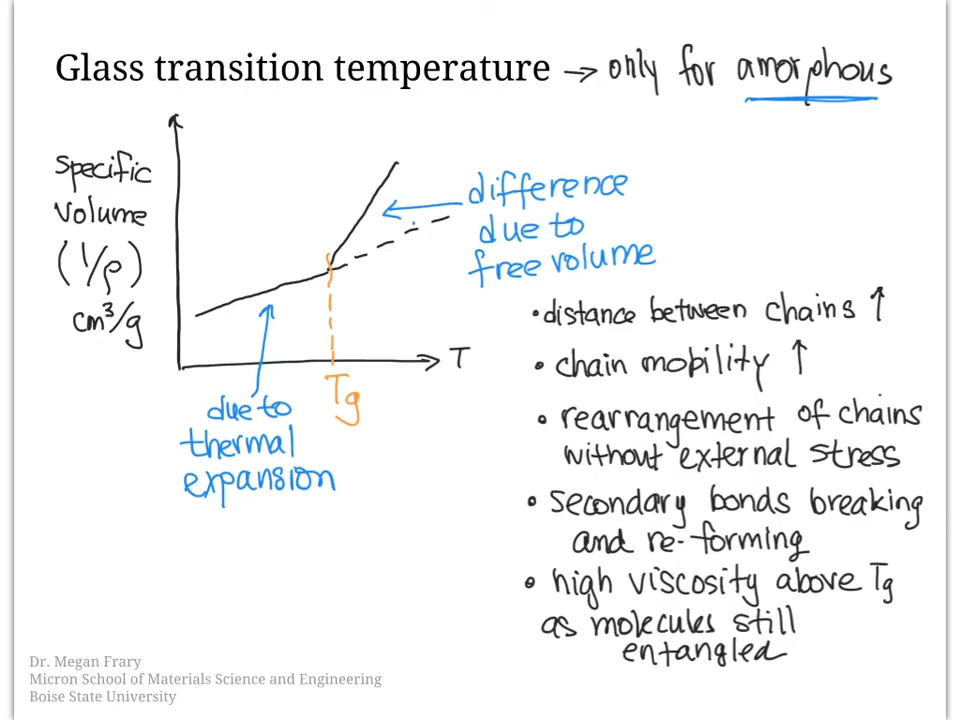 Glass transition temperature → only for amorphous
Specific
Volume
(1/ρ)
cm³/g
difference
due to
free volume
T
Tg
due to
thermal
expansion
• distance between chains ↑
• chain mobility ↑
• rearrangement of chains
without external stress
• secondary bonds breaking
and re-forming
• high viscosity above Tg
as molecules still
entangled
Dr. Megan Frary
Micron School of Materials Science and Engineering
Boise State University